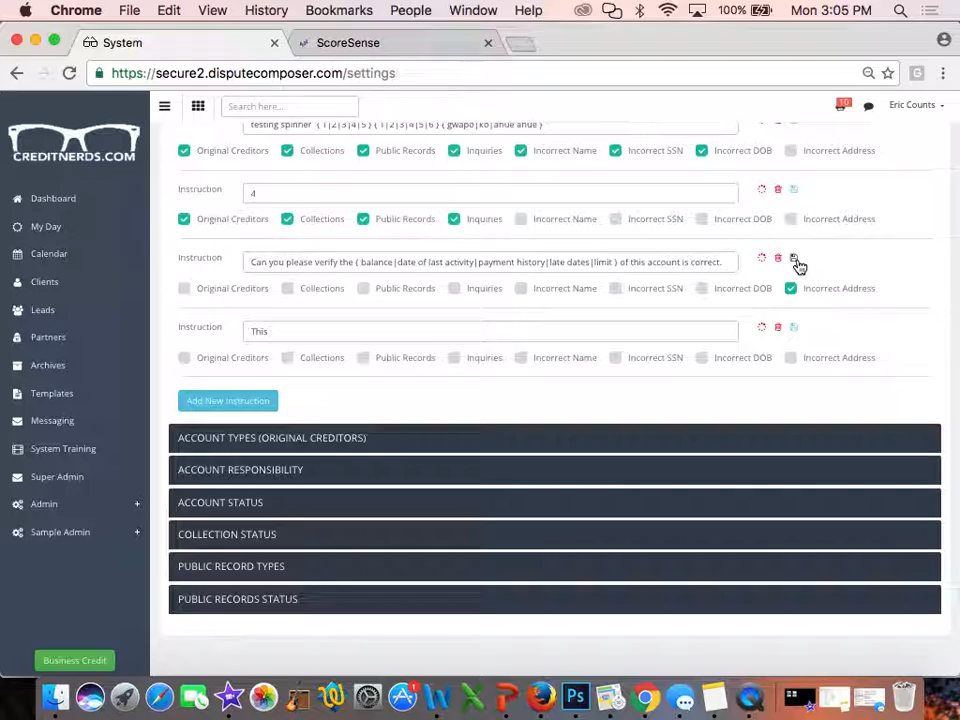 Chrome File Edit View History Bookmarks People Window Help 100% Mon 3:05 PM
System ScoreSense
https://secure2.disputecomposer.com/settings
CREDITNERDS.COM
Search here,... 10 Eric Counts
testing spinner { 1|2|3|4|5 } { 1|2|3|4|5|6 } { gwapo|ko|ahue ahue }
Original Creditors Collections Public Records Inquiries Incorrect Name Incorrect SSN Incorrect DOB Incorrect Address
Instruction 4
Original Creditors Collections Public Records Inquiries Incorrect Name Incorrect SSN Incorrect DOB Incorrect Address
Instruction Can you please verify the { balance|date of last activity|payment history|late dates|limit } of this account is correct.
Original Creditors Collections Public Records Inquiries Incorrect Name Incorrect SSN Incorrect DOB Incorrect Address
Instruction This
Original Creditors Collections Public Records Inquiries Incorrect Name Incorrect SSN Incorrect DOB Incorrect Address
Add New Instruction
ACCOUNT TYPES (ORIGINAL CREDITORS)
ACCOUNT RESPONSIBILITY
ACCOUNT STATUS
COLLECTION STATUS
PUBLIC RECORD TYPES
PUBLIC RECORDS STATUS
Dashboard
My Day
Calendar
Clients
Leads
Partners
Archives
Templates
Messaging
System Training
Super Admin
Admin +
Sample Admin +
Business Credit
1
Ps